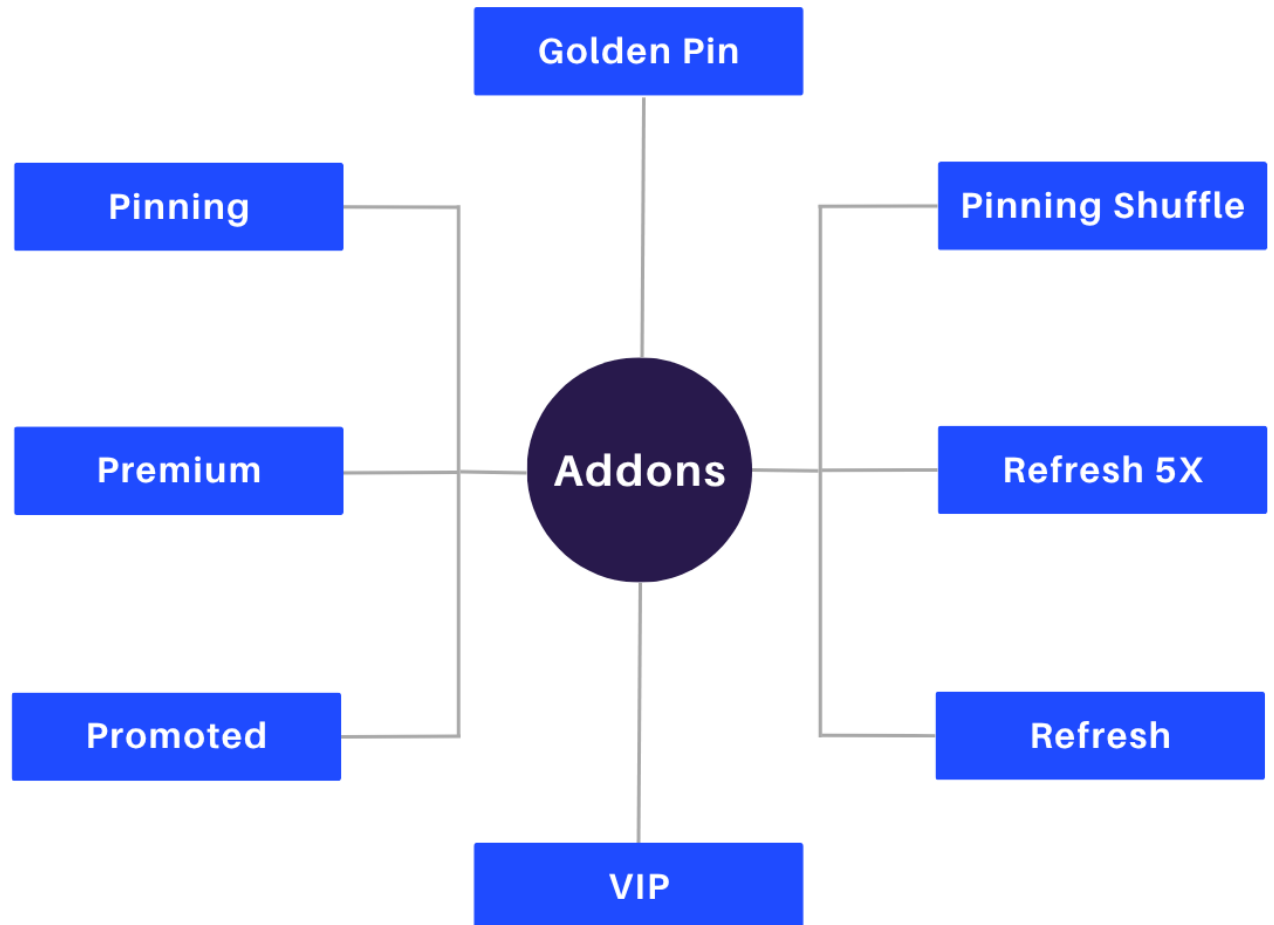 Golden Pin
Pinning
Pinning Shuffle
Premium
Addons
Refresh 5X
Promoted
Refresh
VIP